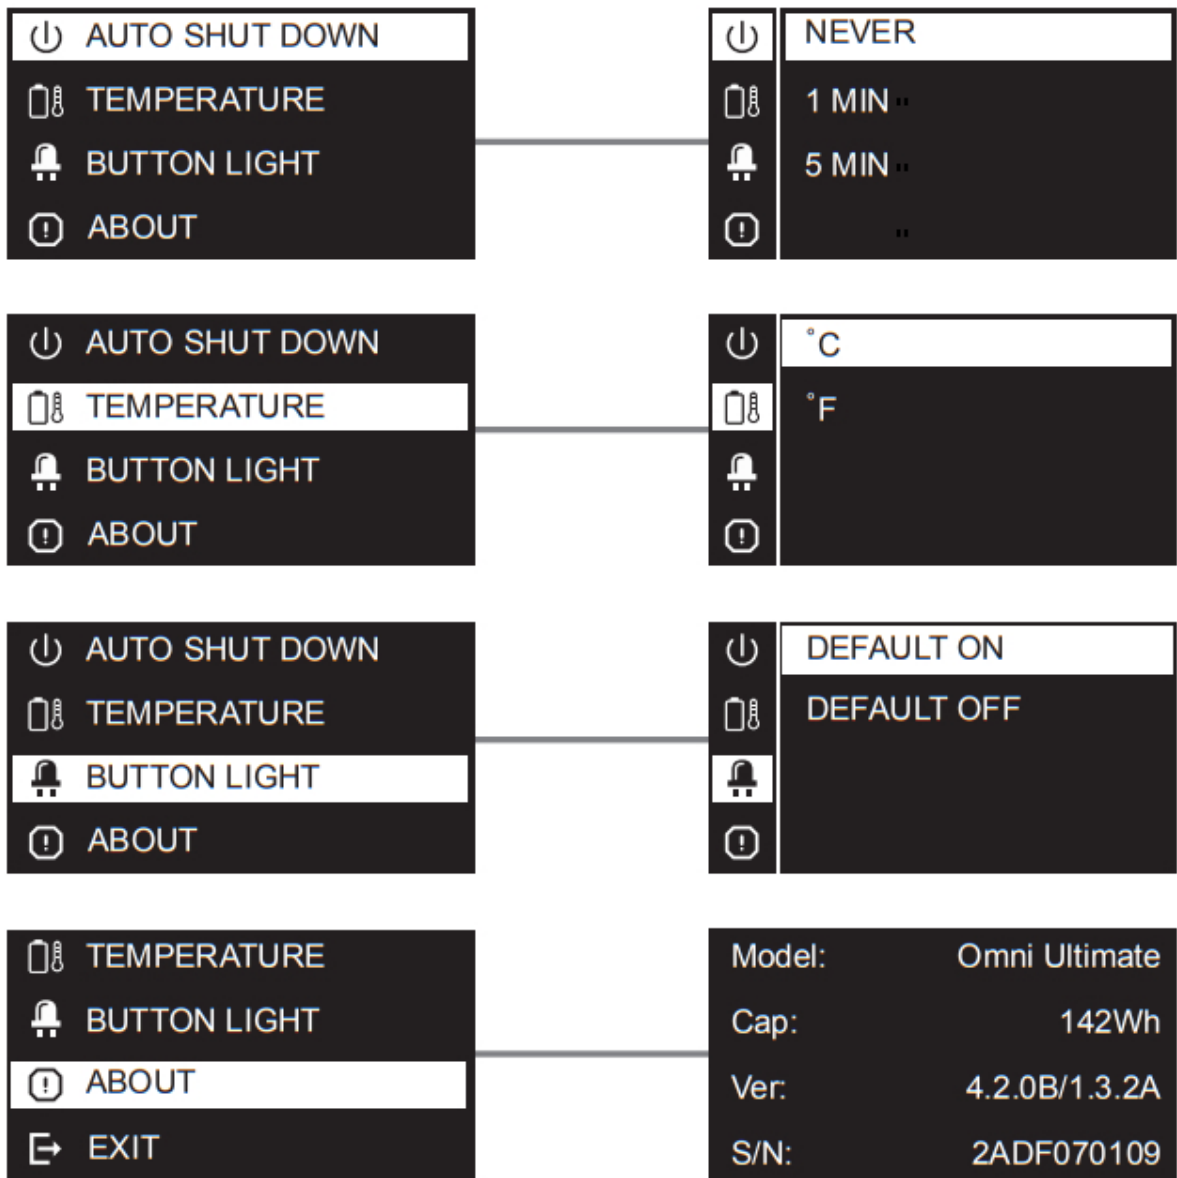 AUTO SHUT DOWN
TEMPERATURE
BUTTON LIGHT
ABOUT
NEVER
1 MIN
5 MIN
AUTO SHUT DOWN
TEMPERATURE
BUTTON LIGHT
ABOUT
°C
°F
AUTO SHUT DOWN
TEMPERATURE
BUTTON LIGHT
ABOUT
DEFAULT ON
DEFAULT OFF
TEMPERATURE
BUTTON LIGHT
ABOUT
EXIT
Model: Omni Ultimate
Cap: 142Wh
Ver: 4.2.0B/1.3.2A
S/N: 2ADF070109